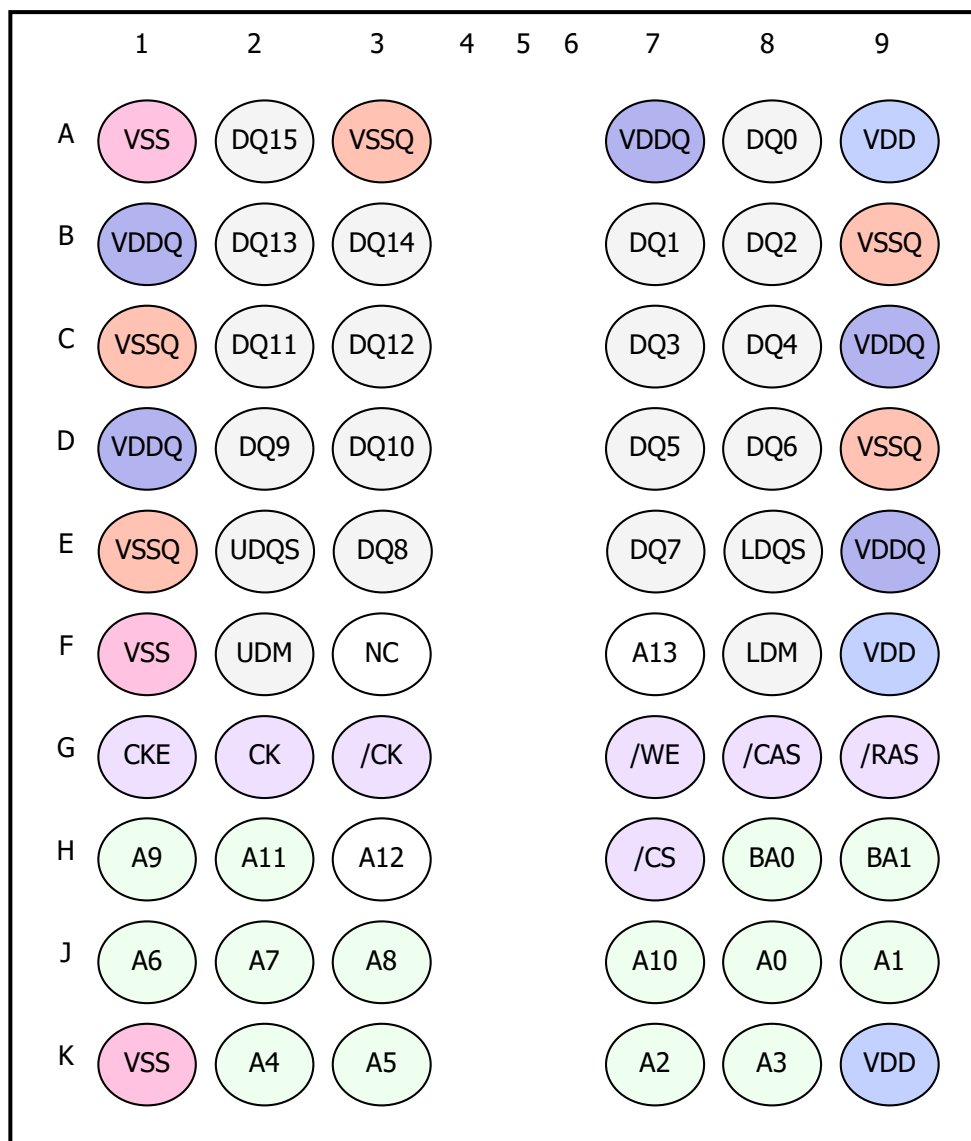 1 2 3 4 5 6 7 8 9
A VSS DQ15 VSSQ VDDQ DQ0 VDD
B VDDQ DQ13 DQ14 DQ1 DQ2 VSSQ
C VSSQ DQ11 DQ12 DQ3 DQ4 VDDQ
D VDDQ DQ9 DQ10 DQ5 DQ6 VSSQ
E VSSQ UDQS DQ8 DQ7 LDQS VDDQ
F VSS UDM NC A13 LDM VDD
G CKE CK /CK /WE /CAS /RAS
H A9 A11 A12 /CS BA0 BA1
J A6 A7 A8 A10 A0 A1
K VSS A4 A5 A2 A3 VDD